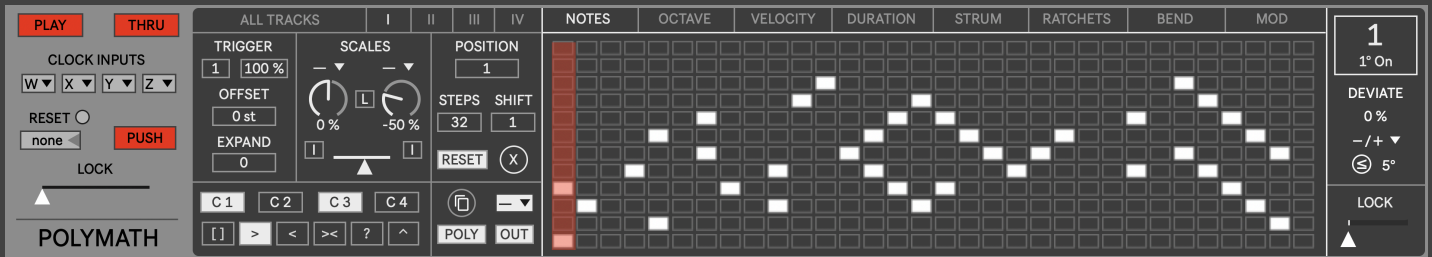 PLAY THRU
CLOCK INPUTS
W X Y Z
RESET
none PUSH
LOCK
POLYMATH
ALL TRACKS I II III IV
TRIGGER
1 100 %
OFFSET
0 st
EXPAND
0
SCALES
— —
L
0 % -50 %
I I
POSITION
1
STEPS SHIFT
32 1
RESET X
C 1 C 2 C 3 C 4
[ ] > < >< ? ^
—
POLY OUT
NOTES OCTAVE VELOCITY DURATION STRUM RATCHETS BEND MOD
1
1° On
DEVIATE
0 %
–/+
≤ 5°
LOCK